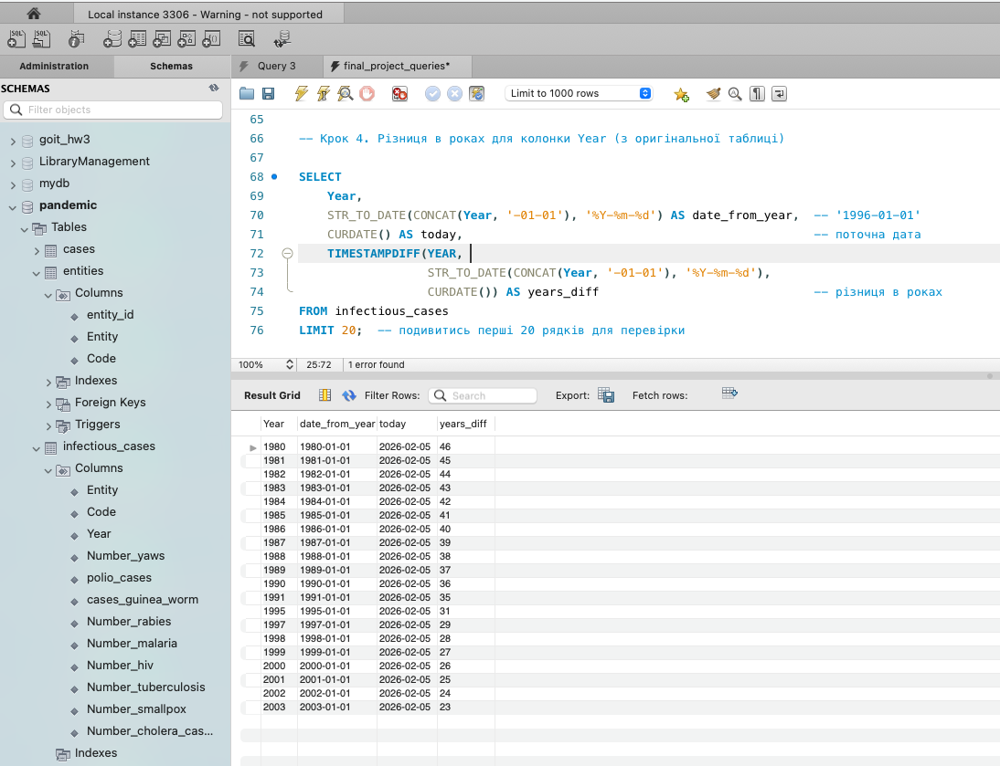 Local instance 3306 - Warning - not supported
Administration
Schemas
Query 3
final_project_queries*
SCHEMAS
Filter objects
goit_hw3
LibraryManagement
mydb
pandemic
Tables
cases
entities
Columns
entity_id
Entity
Code
Indexes
Foreign Keys
Triggers
infectious_cases
Columns
Entity
Code
Year
Number_yaws
polio_cases
cases_guinea_worm
Number_rabies
Number_malaria
Number_hiv
Number_tuberculosis
Number_smallpox
Number_cholera_cas...
Indexes
Limit to 1000 rows
65
66 -- Крок 4. Різниця в роках для колонки Year (з оригінальної таблиці)
67
68 SELECT
69 Year,
70 STR_TO_DATE(CONCAT(Year, '-01-01'), '%Y-%m-%d') AS date_from_year, -- '1996-01-01'
71 CURDATE() AS today, -- поточна дата
72 TIMESTAMPDIFF(YEAR,
73 STR_TO_DATE(CONCAT(Year, '-01-01'), '%Y-%m-%d'),
74 CURDATE()) AS years_diff -- різниця в роках
75 FROM infectious_cases
76 LIMIT 20; -- подивитись перші 20 рядків для перевірки
100% 25:72 1 error found
Result Grid Filter Rows: Search Export: Fetch rows:
Year date_from_year today years_diff
1980 1980-01-01 2026-02-05 46
1981 1981-01-01 2026-02-05 45
1982 1982-01-01 2026-02-05 44
1983 1983-01-01 2026-02-05 43
1984 1984-01-01 2026-02-05 42
1985 1985-01-01 2026-02-05 41
1986 1986-01-01 2026-02-05 40
1987 1987-01-01 2026-02-05 39
1988 1988-01-01 2026-02-05 38
1989 1989-01-01 2026-02-05 37
1990 1990-01-01 2026-02-05 36
1991 1991-01-01 2026-02-05 35
1995 1995-01-01 2026-02-05 31
1997 1997-01-01 2026-02-05 29
1998 1998-01-01 2026-02-05 28
1999 1999-01-01 2026-02-05 27
2000 2000-01-01 2026-02-05 26
2001 2001-01-01 2026-02-05 25
2002 2002-01-01 2026-02-05 24
2003 2003-01-01 2026-02-05 23